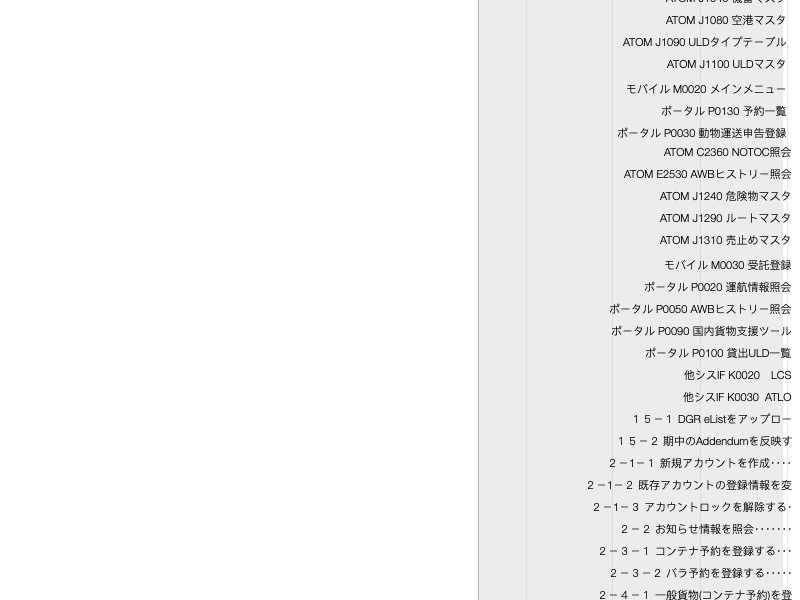 ATOM J1080 空港マスタ
ATOM J1090 ULDタイプテーブル
ATOM J1100 ULDマスタ
モバイル M0020 メインメニュー
ポータル P0130 予約一覧
ポータル P0030 動物運送申告登録
ATOM C2360 NOTOC照会
ATOM E2530 AWBヒストリー照会
ATOM J1240 危険物マスタ
ATOM J1290 ルートマスタ
ATOM J1310 売止めマスタ
モバイル M0030 受託登録
ポータル P0020 運航情報照会
ポータル P0050 AWBヒストリー照会
ポータル P0090 国内貨物支援ツール
ポータル P0100 貸出ULD一覧
他シスIF K0020　LCS
他シスIF K0030 ATLO
１５－１ DGR eListをアップロー
１５－２ 期中のAddendumを反映す
２－１－１ 新規アカウントを作成････
２－１－２ 既存アカウントの登録情報を変
２－１－３ アカウントロックを解除する･
２－２ お知らせ情報を照会･･･････
２－３－１ コンテナ予約を登録する･･･
２－３－２ バラ予約を登録する･････
２－４－１ 一般貨物(コンテナ予約)を登